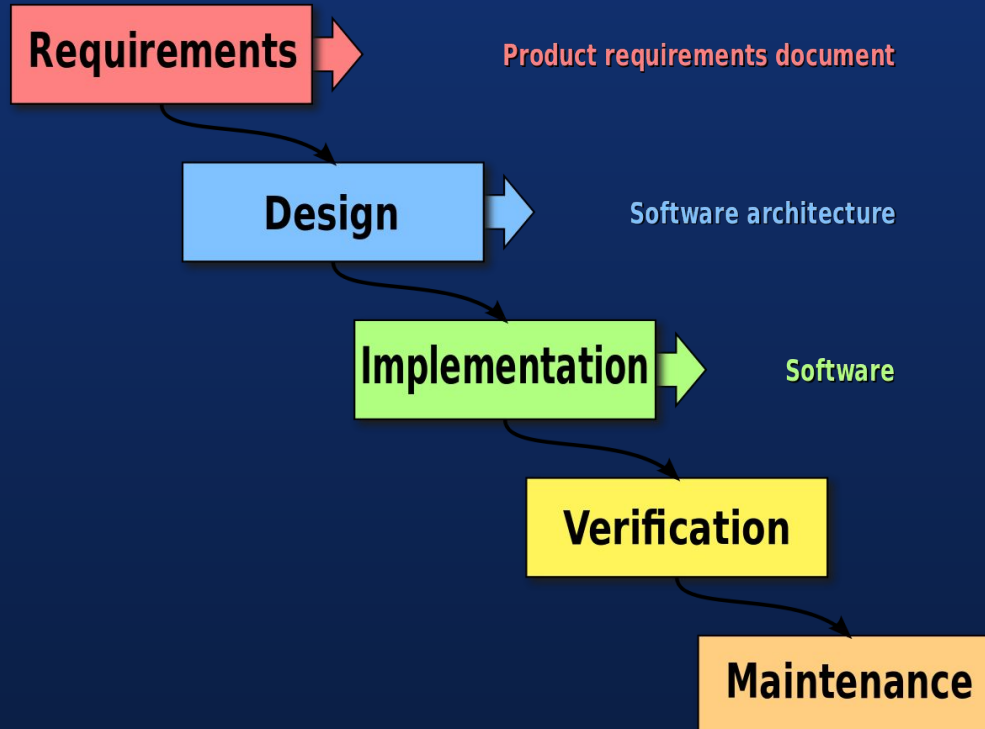 Requirements
Product requirements document
Design
Software architecture
Implementation
Software
Verification
Maintenance